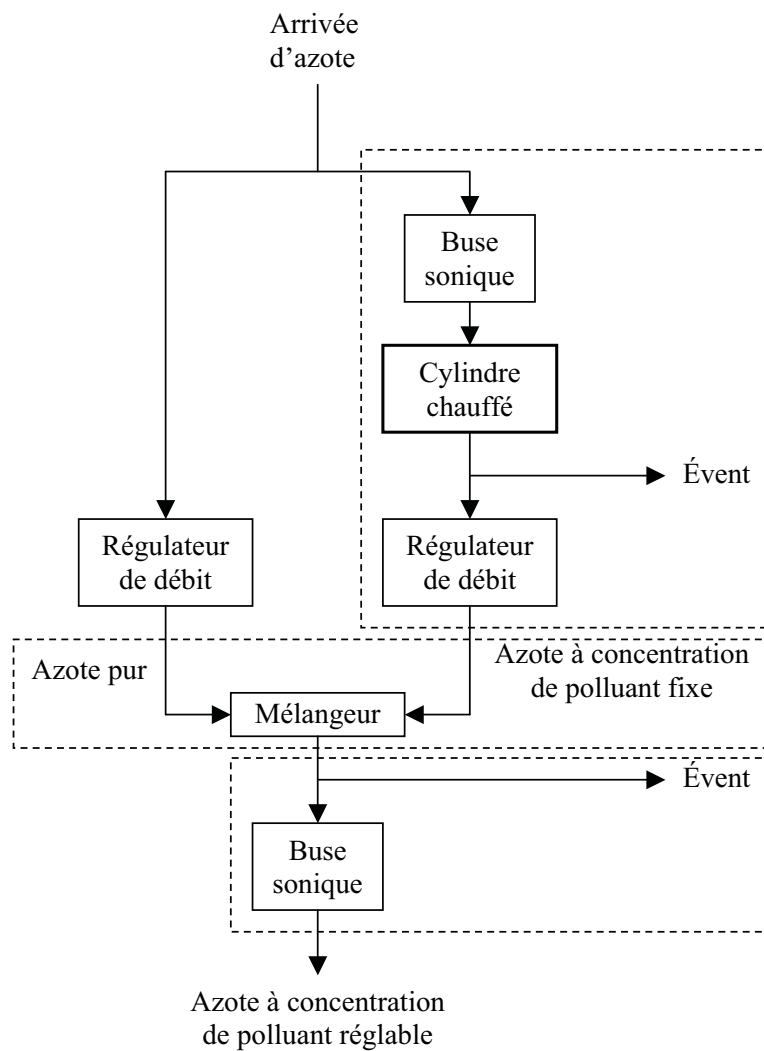 Arrivée
d’azote
Buse
sonique
Cylindre
chauffé
Évent
Régulateur
de débit
Régulateur
de débit
Azote pur
Azote à concentration
de polluant fixe
Mélangeur
Évent
Buse
sonique
Azote à concentration
de polluant réglable